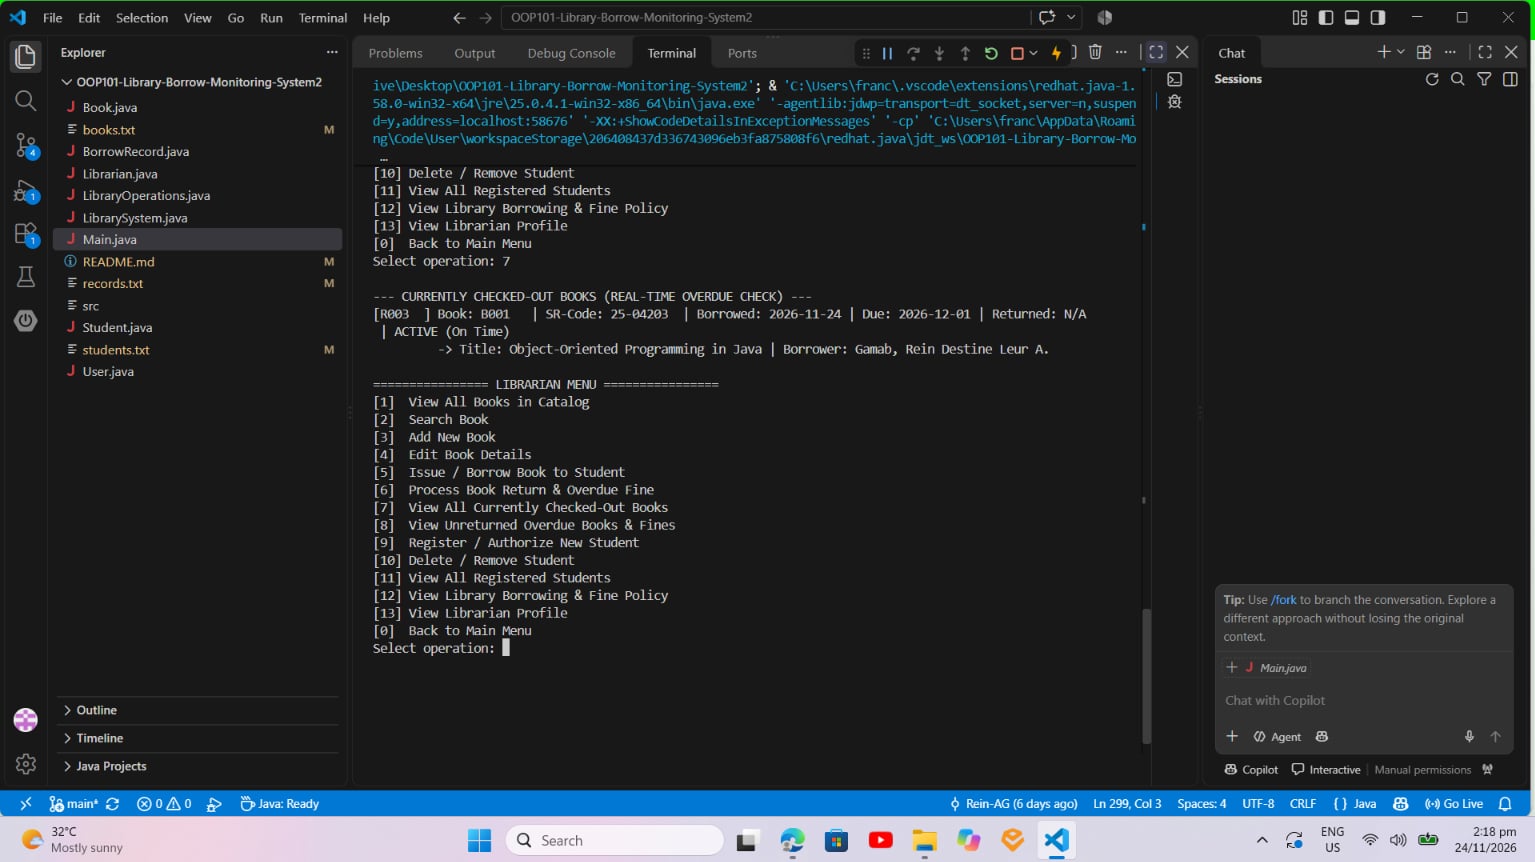 File Edit Selection View Go Run Terminal Help
OOP101-Library-Borrow-Monitoring-System2
Explorer
OOP101-Library-Borrow-Monitoring-System2
Book.java
books.txt M
BorrowRecord.java
Librarian.java
LibraryOperations.java
LibrarySystem.java
Main.java
README.md M
records.txt M
src
Student.java
students.txt M
User.java
Outline
Timeline
Java Projects
4
1
1
Problems Output Debug Console Terminal Ports
ive\Desktop\OOP101-Library-Borrow-Monitoring-System2'; & 'C:\Users\franc\.vscode\extensions\redhat.java-1.
58.0-win32-x64\jre\25.0.4.1-win32-x86_64\bin\java.exe' '-agentlib:jdwp=transport=dt_socket,server=n,suspen
d=y,address=localhost:58676' '-XX:+ShowCodeDetailsInExceptionMessages' '-cp' 'C:\Users\franc\AppData\Roami
ng\Code\User\workspaceStorage\206408437d336743096eb3fa875808f6\redhat.java\jdt_ws\OOP101-Library-Borrow-Mo
…
[10] Delete / Remove Student
[11] View All Registered Students
[12] View Library Borrowing & Fine Policy
[13] View Librarian Profile
[0] Back to Main Menu
Select operation: 7
--- CURRENTLY CHECKED-OUT BOOKS (REAL-TIME OVERDUE CHECK) ---
[R003 ] Book: B001 | SR-Code: 25-04203 | Borrowed: 2026-11-24 | Due: 2026-12-01 | Returned: N/A
| ACTIVE (On Time)
-> Title: Object-Oriented Programming in Java | Borrower: Gamab, Rein Destine Leur A.
================ LIBRARIAN MENU ================
[1] View All Books in Catalog
[2] Search Book
[3] Add New Book
[4] Edit Book Details
[5] Issue / Borrow Book to Student
[6] Process Book Return & Overdue Fine
[7] View All Currently Checked-Out Books
[8] View Unreturned Overdue Books & Fines
[9] Register / Authorize New Student
[10] Delete / Remove Student
[11] View All Registered Students
[12] View Library Borrowing & Fine Policy
[13] View Librarian Profile
[0] Back to Main Menu
Select operation:
Chat
Sessions
Tip: Use /fork to branch the conversation. Explore a
different approach without losing the original
context.
Main.java
Chat with Copilot
Agent
Copilot Interactive Manual permissions
main* 0 0 Java: Ready Rein-AG (6 days ago) Ln 299, Col 3 Spaces: 4 UTF-8 CRLF { } Java Go Live
32°C
Mostly sunny
Search
ENG
US
2:18 pm
24/11/2026